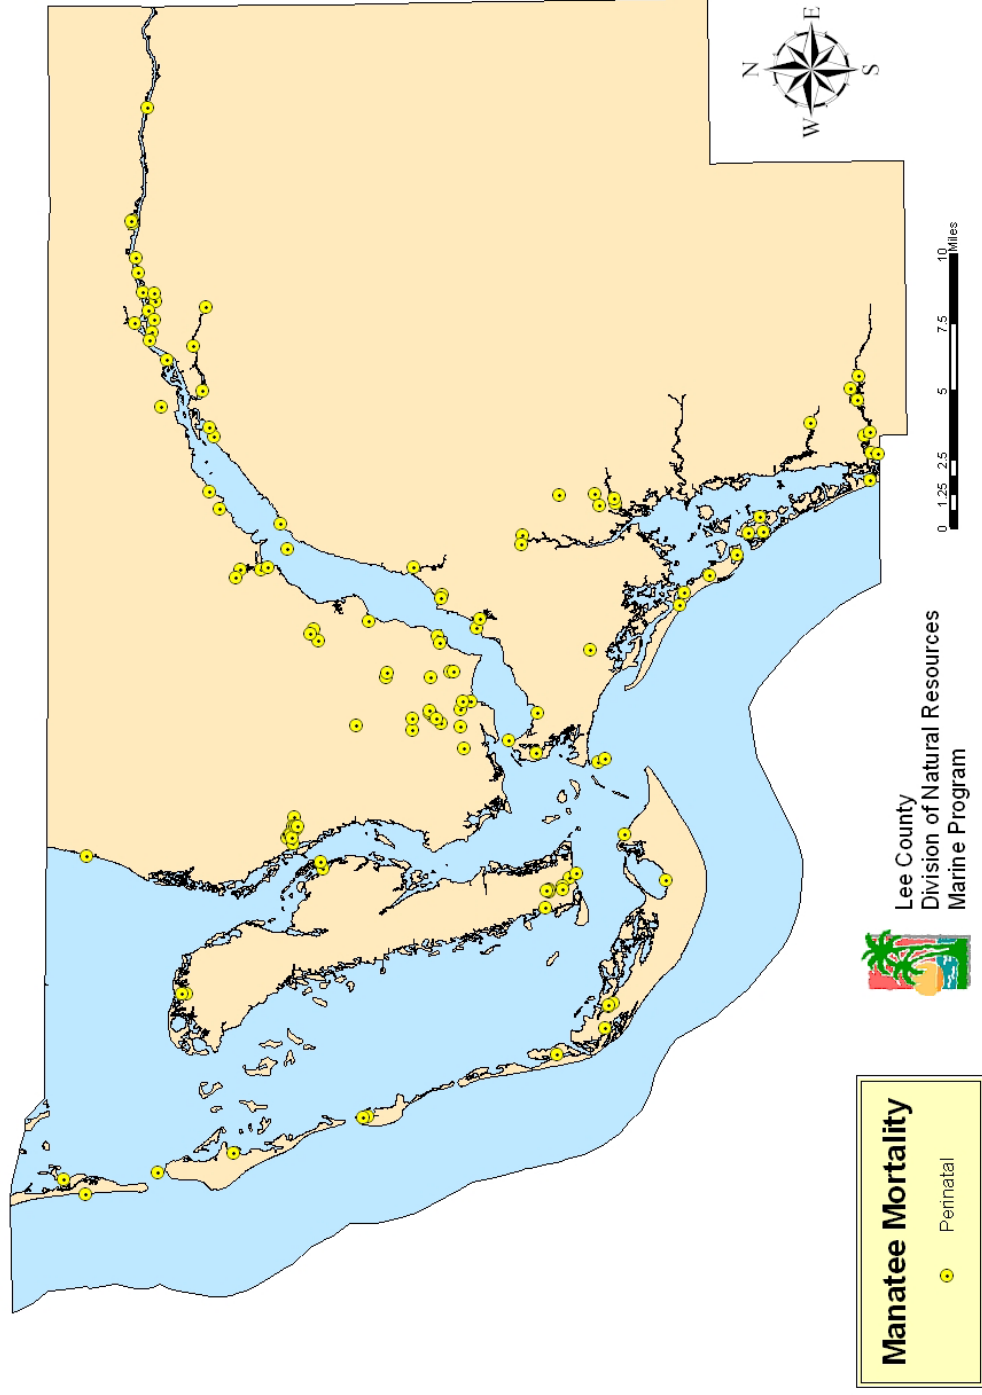 N
E
S
W
0
1.25
2.5
5
7.5
10
Miles
Lee County
Division of Natural Resources
Marine Program
Manatee Mortality
Perinatal